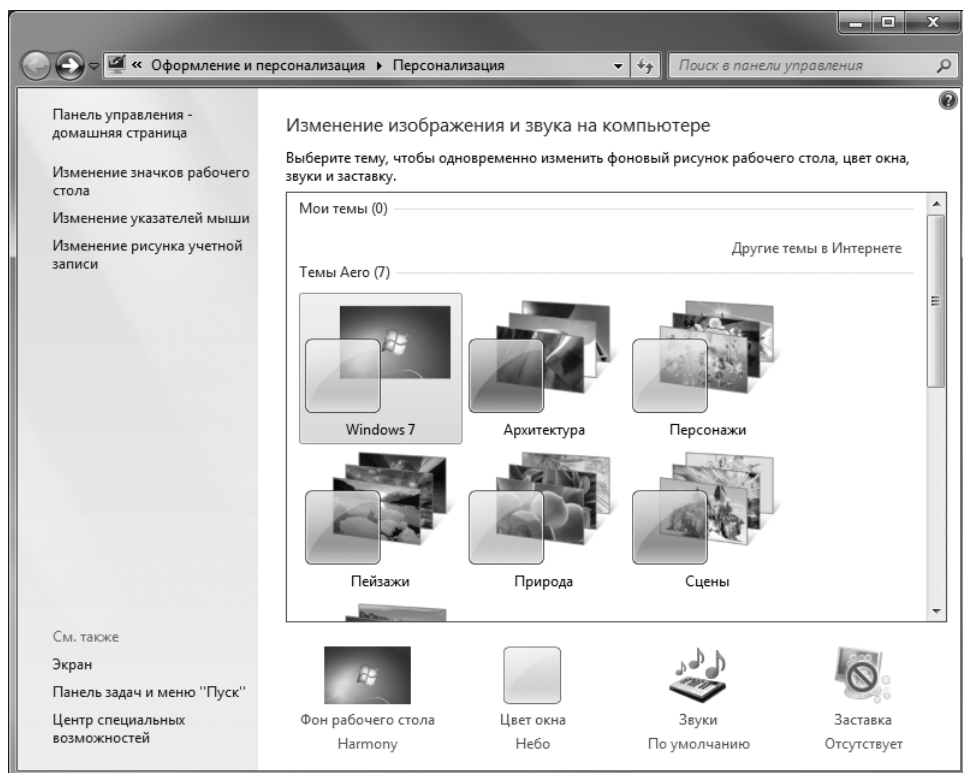 « Оформление и персонализация ▸ Персонализация
Поиск в панели управления
Панель управления -
домашняя страница
Изменение значков рабочего
стола
Изменение указателей мыши
Изменение рисунка учетной
записи
См. также
Экран
Панель задач и меню "Пуск"
Центр специальных
возможностей
Изменение изображения и звука на компьютере
Выберите тему, чтобы одновременно изменить фоновый рисунок рабочего стола, цвет окна,
звуки и заставку.
Мои темы (0)
Другие темы в Интернете
Темы Aero (7)
Windows 7
Архитектура
Персонажи
Пейзажи
Природа
Сцены
Фон рабочего стола
Harmony
Цвет окна
Небо
Звуки
По умолчанию
Заставка
Отсутствует